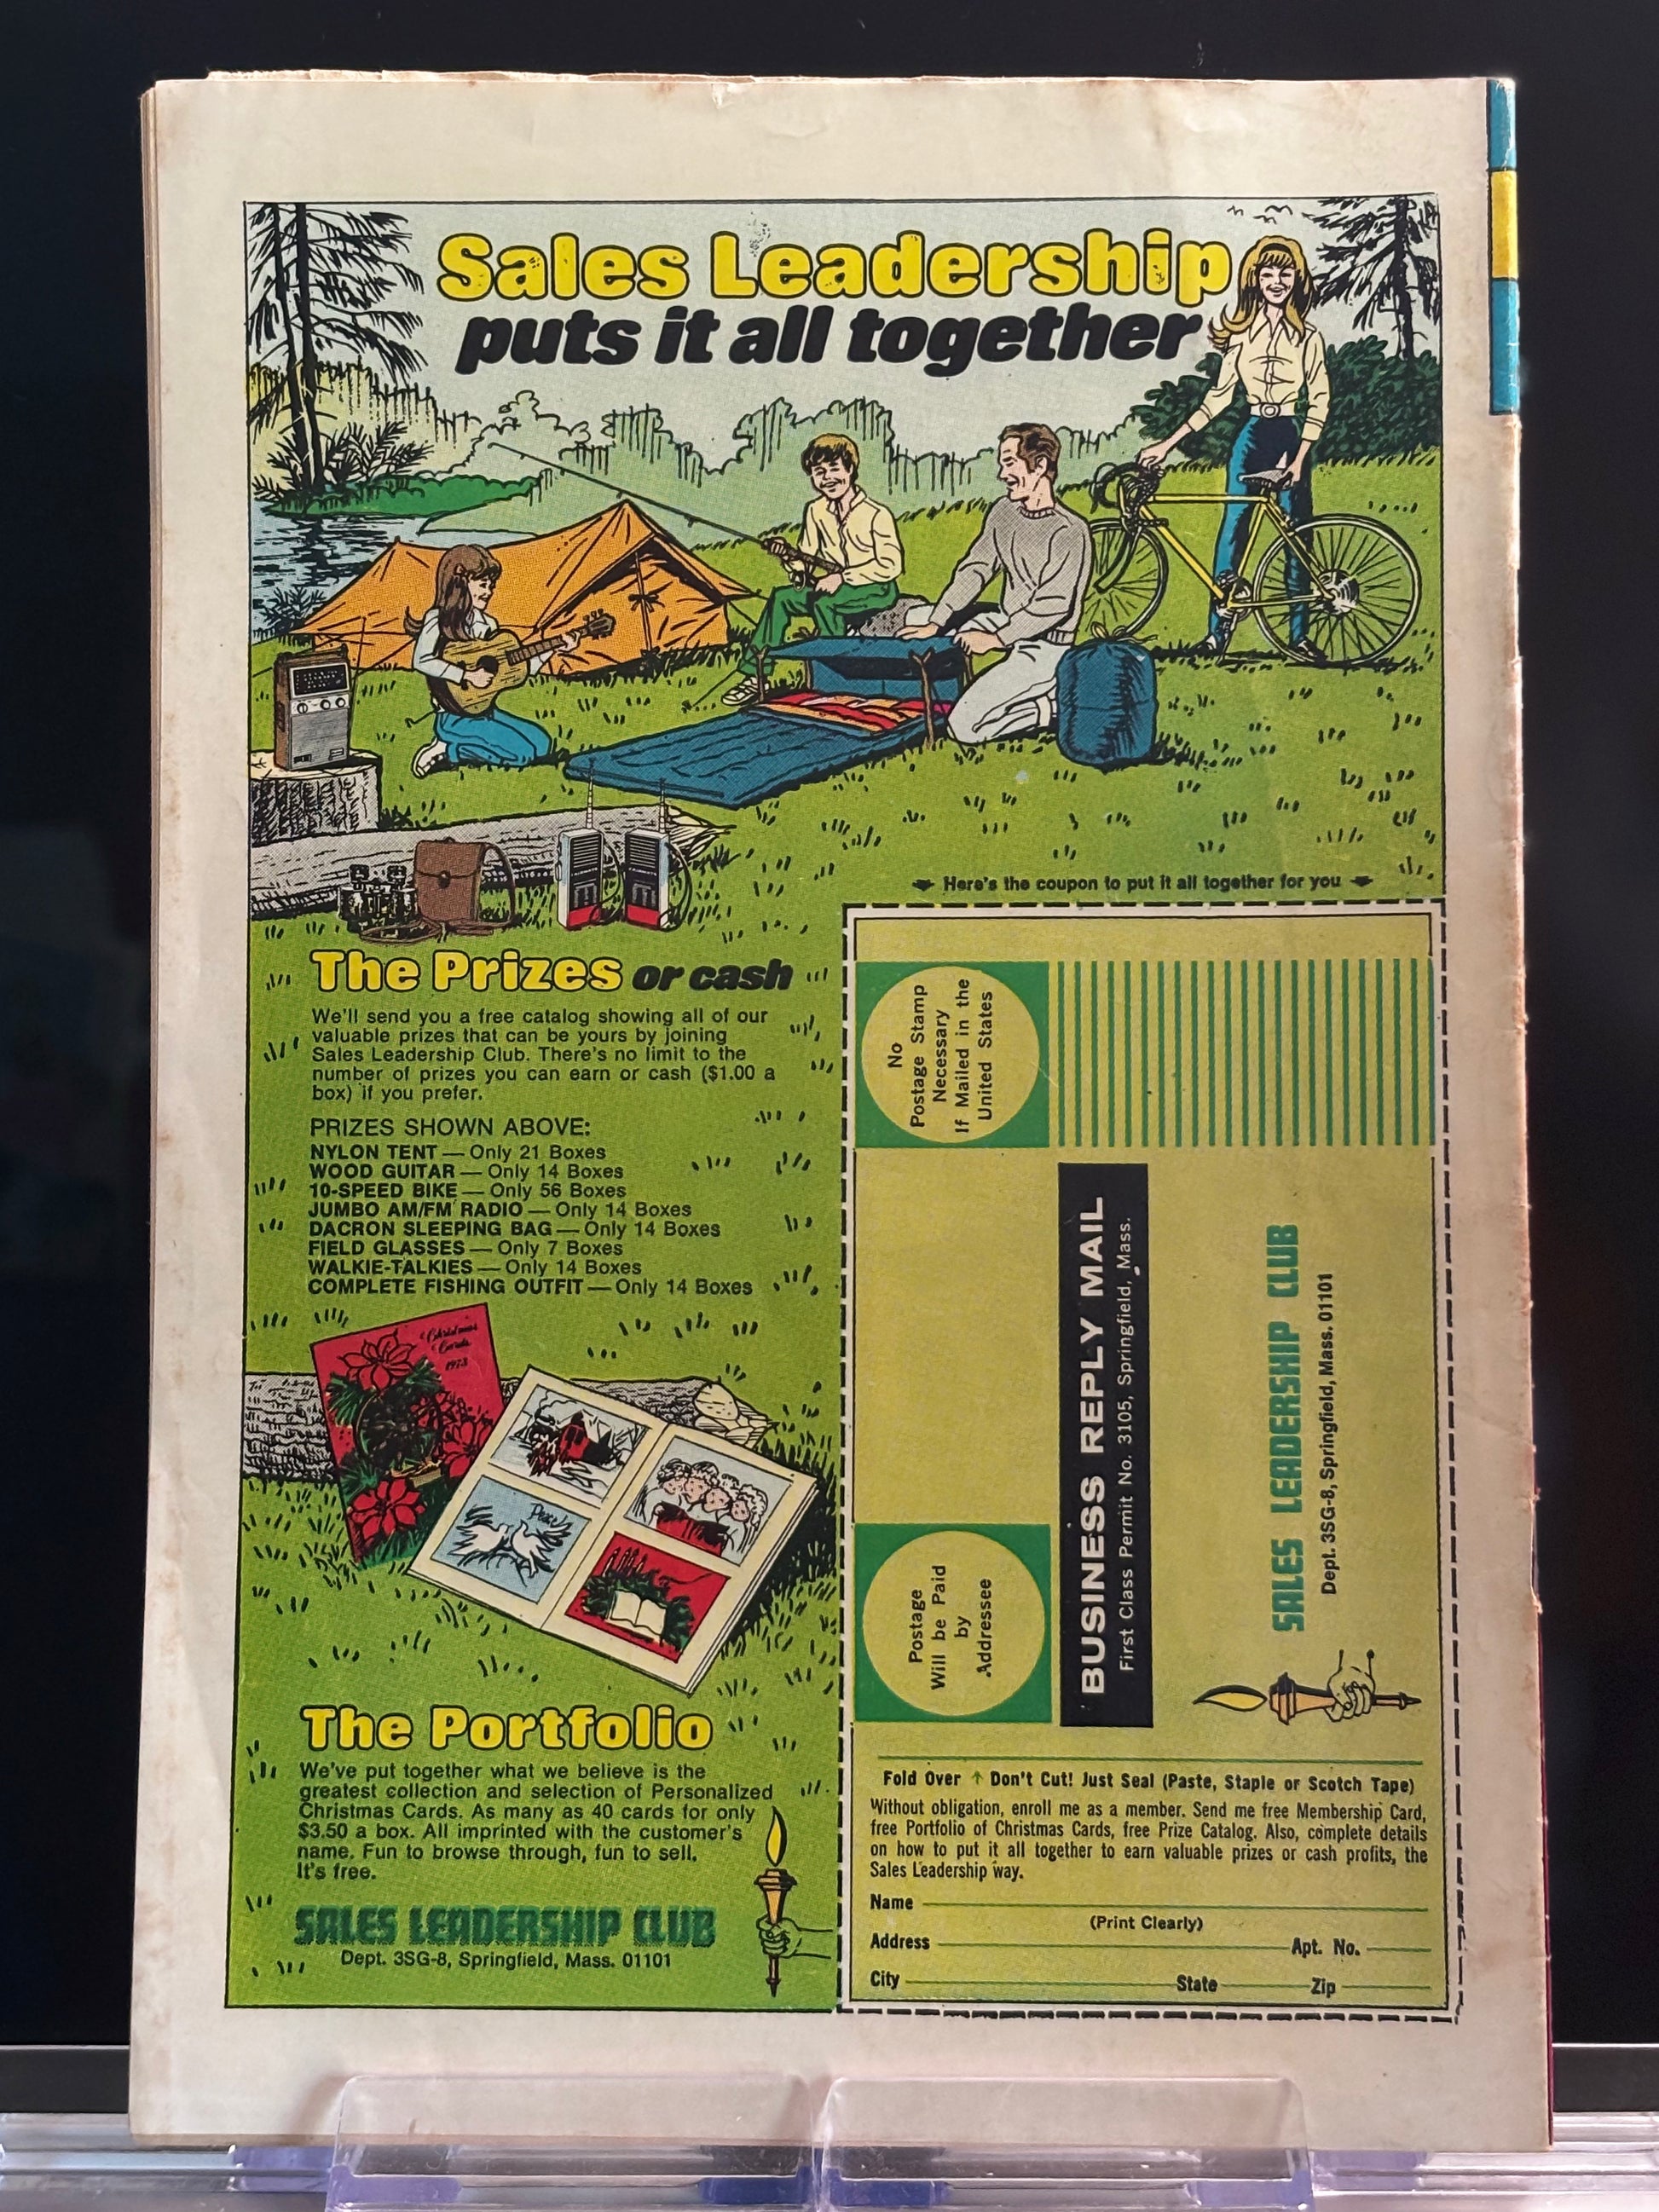 Sales Leadership
puts it all together
Here's the coupon to put it all together for you
The Prizes or cash
We'll send you a free catalog showing all of our
valuable prizes that can be yours by joining
Sales Leadership Club. There's no limit to the
number of prizes you can earn or cash ($1.00 a
box) if you prefer.
PRIZES SHOWN ABOVE:
NYLON TENT — Only 21 Boxes
WOOD GUITAR — Only 14 Boxes
10-SPEED BIKE — Only 56 Boxes
JUMBO AM/FM RADIO — Only 14 Boxes
DACRON SLEEPING BAG — Only 14 Boxes
FIELD GLASSES — Only 7 Boxes
WALKIE-TALKIES — Only 14 Boxes
COMPLETE FISHING OUTFIT — Only 14 Boxes
Christmas
Cards
1973
Peace
The Portfolio
We've put together what we believe is the
greatest collection and selection of Personalized
Christmas Cards. As many as 40 cards for only
$3.50 a box. All imprinted with the customer's
name. Fun to browse through, fun to sell.
It's free.
SALES LEADERSHIP CLUB
Dept. 3SG-8, Springfield, Mass. 01101
No
Postage Stamp
Necessary
If Mailed in the
United States
Postage
Will be Paid
by
Addressee
BUSINESS REPLY MAIL
First Class Permit No. 3105, Springfield, Mass.
SALES LEADERSHIP CLUB
Dept. 3SG-8, Springfield, Mass. 01101
Fold Over ↑ Don't Cut! Just Seal (Paste, Staple or Scotch Tape)
Without obligation, enroll me as a member. Send me free Membership Card,
free Portfolio of Christmas Cards, free Prize Catalog. Also, complete details
on how to put it all together to earn valuable prizes or cash profits, the
Sales Leadership way.
Name
(Print Clearly)
Address Apt. No.
City State Zip